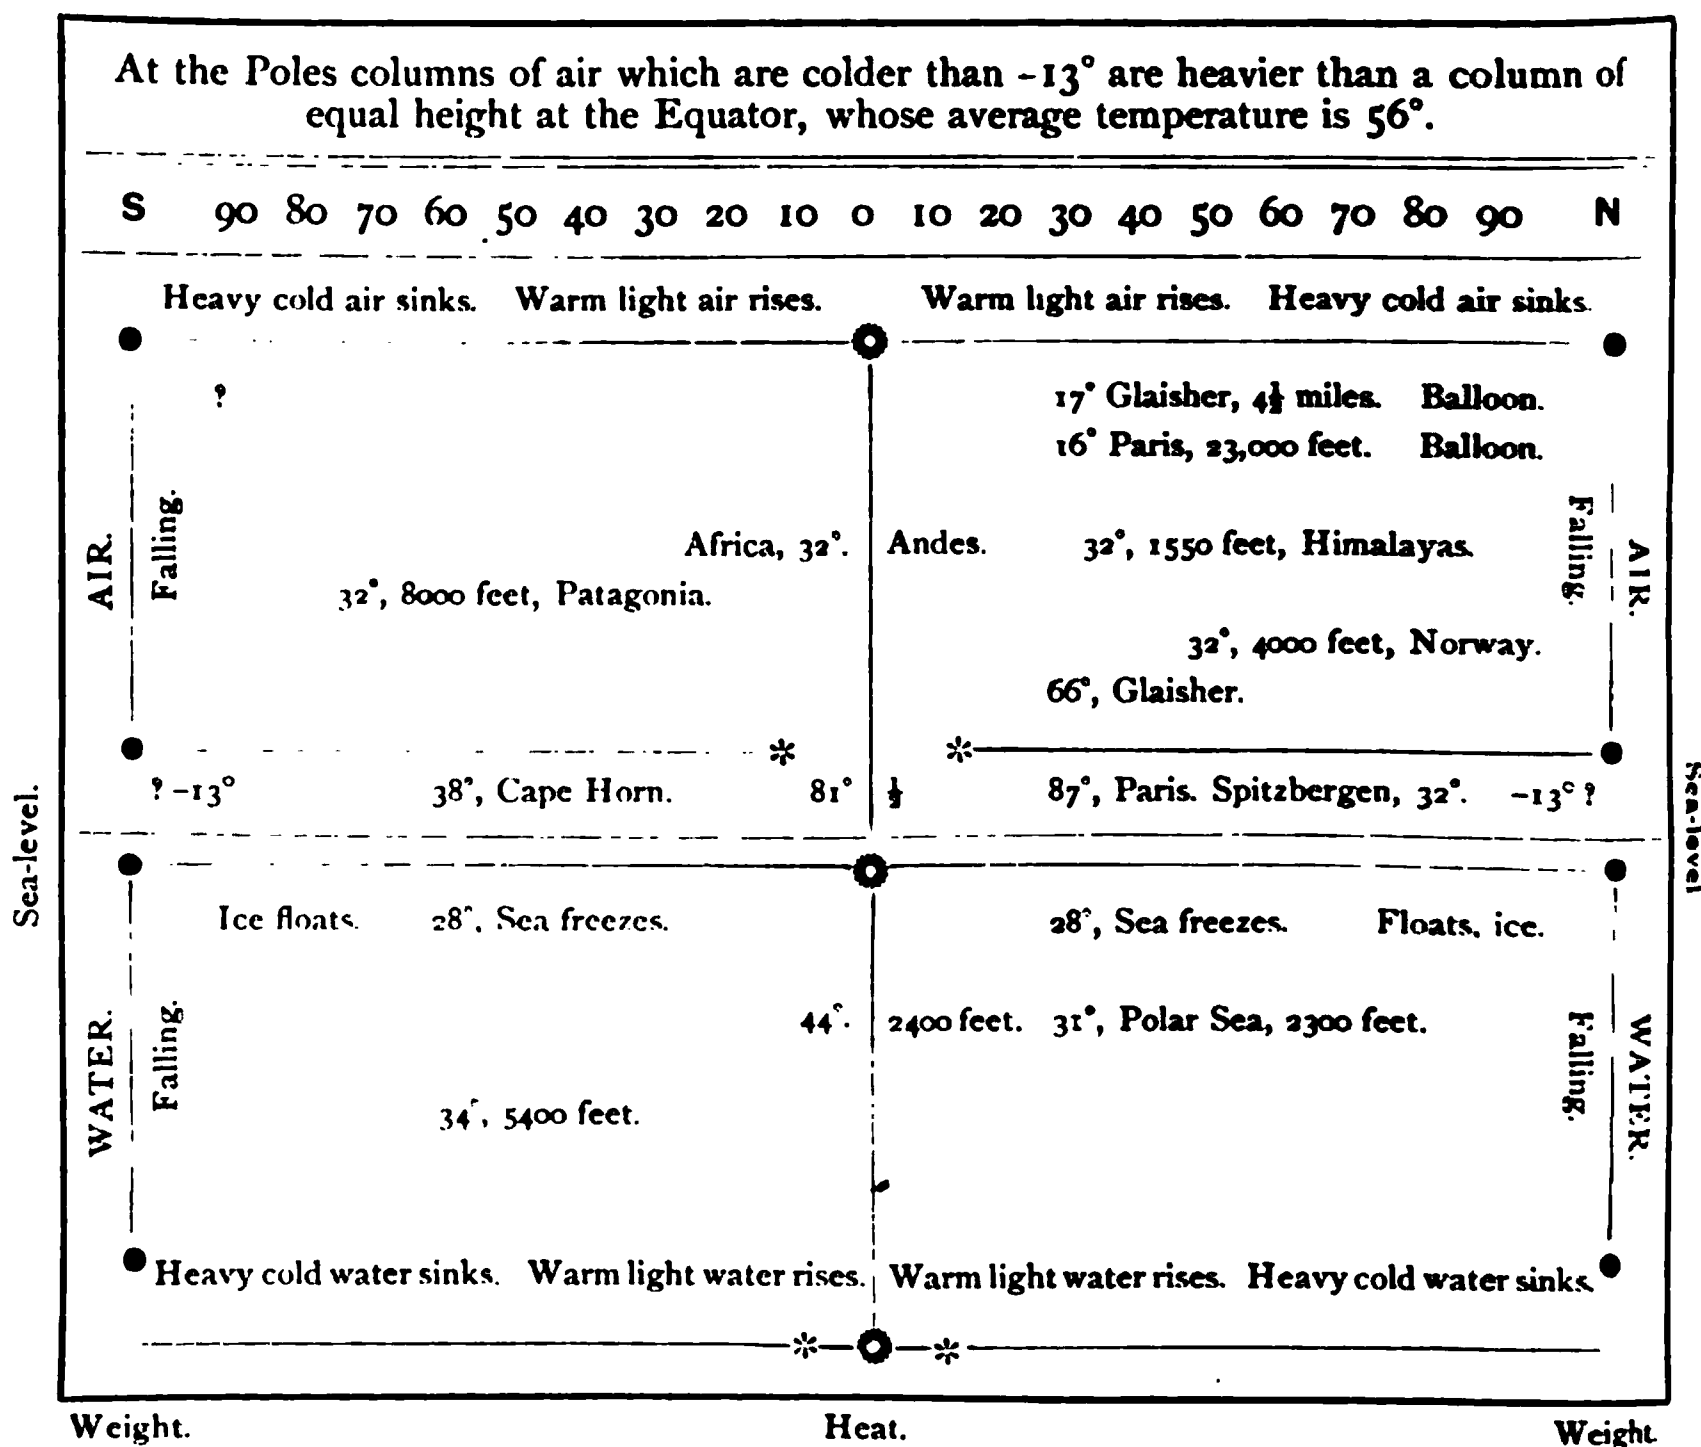 At the Poles columns of air which are colder than -13° are heavier than a column of
equal height at the Equator, whose average temperature is 56°.
S 90 80 70 60 50 40 30 20 10 0 10 20 30 40 50 60 70 80 90 N
Heavy cold air sinks. Warm light air rises. Warm light air rises. Heavy cold air sinks.
?
17° Glaisher, 4½ miles. Balloon.
16° Paris, 23,000 feet. Balloon.
AIR.
Falling.
Falling.
AIR.
Africa, 32°. Andes. 32°, 1550 feet, Himalayas.
32°, 8000 feet, Patagonia.
32°, 4000 feet, Norway.
66°, Glaisher.
Sea-level.
? -13° 38°, Cape Horn. 81° ½ 87°, Paris. Spitzbergen, 32°. -13° ?
Sea-level
Ice floats. 28°, Sea freezes. 28°, Sea freezes. Floats, ice.
WATER.
Falling.
Falling.
WATER.
44°. 2400 feet. 31°, Polar Sea, 2300 feet.
34°, 5400 feet.
Heavy cold water sinks. Warm light water rises. Warm light water rises. Heavy cold water sinks.
Weight. Heat. Weight.